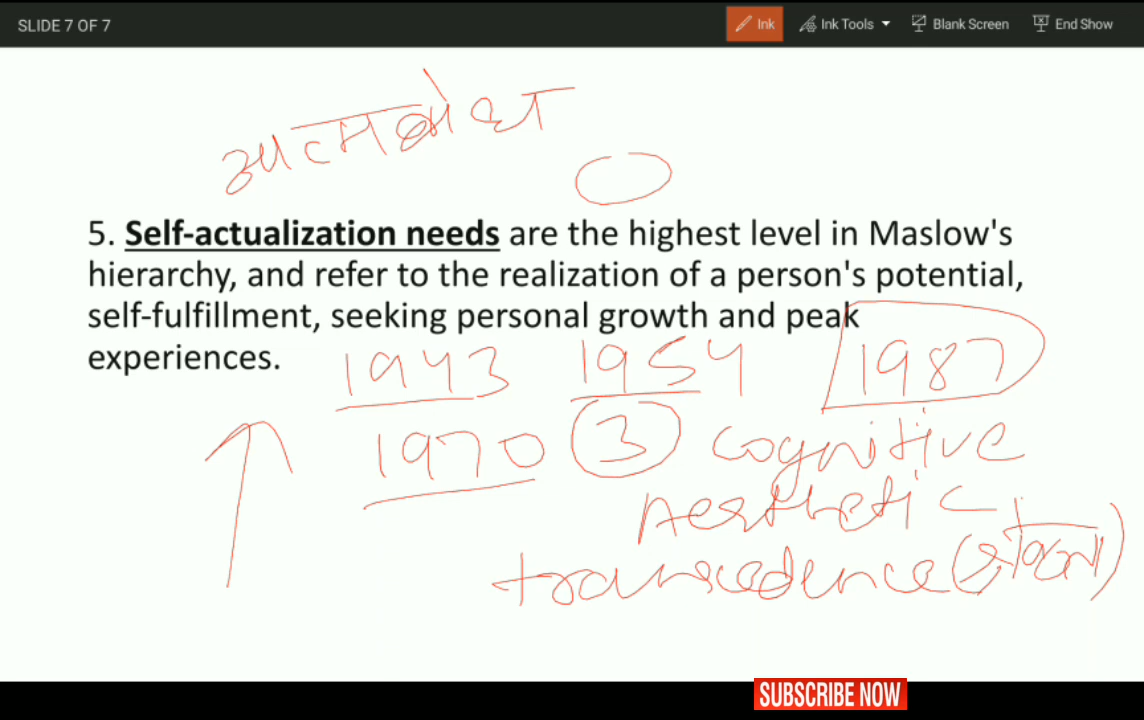 SLIDE 7 OF 7 Ink Ink Tools Blank Screen End Show
आत्मबोध
5. Self-actualization needs are the highest level in Maslow's
hierarchy, and refer to the realization of a person's potential,
self-fulfillment, seeking personal growth and peak
experiences.
1943 1954 1987
1970 3 cognitive
Aesthetic
transcedence
SUBSCRIBE NOW